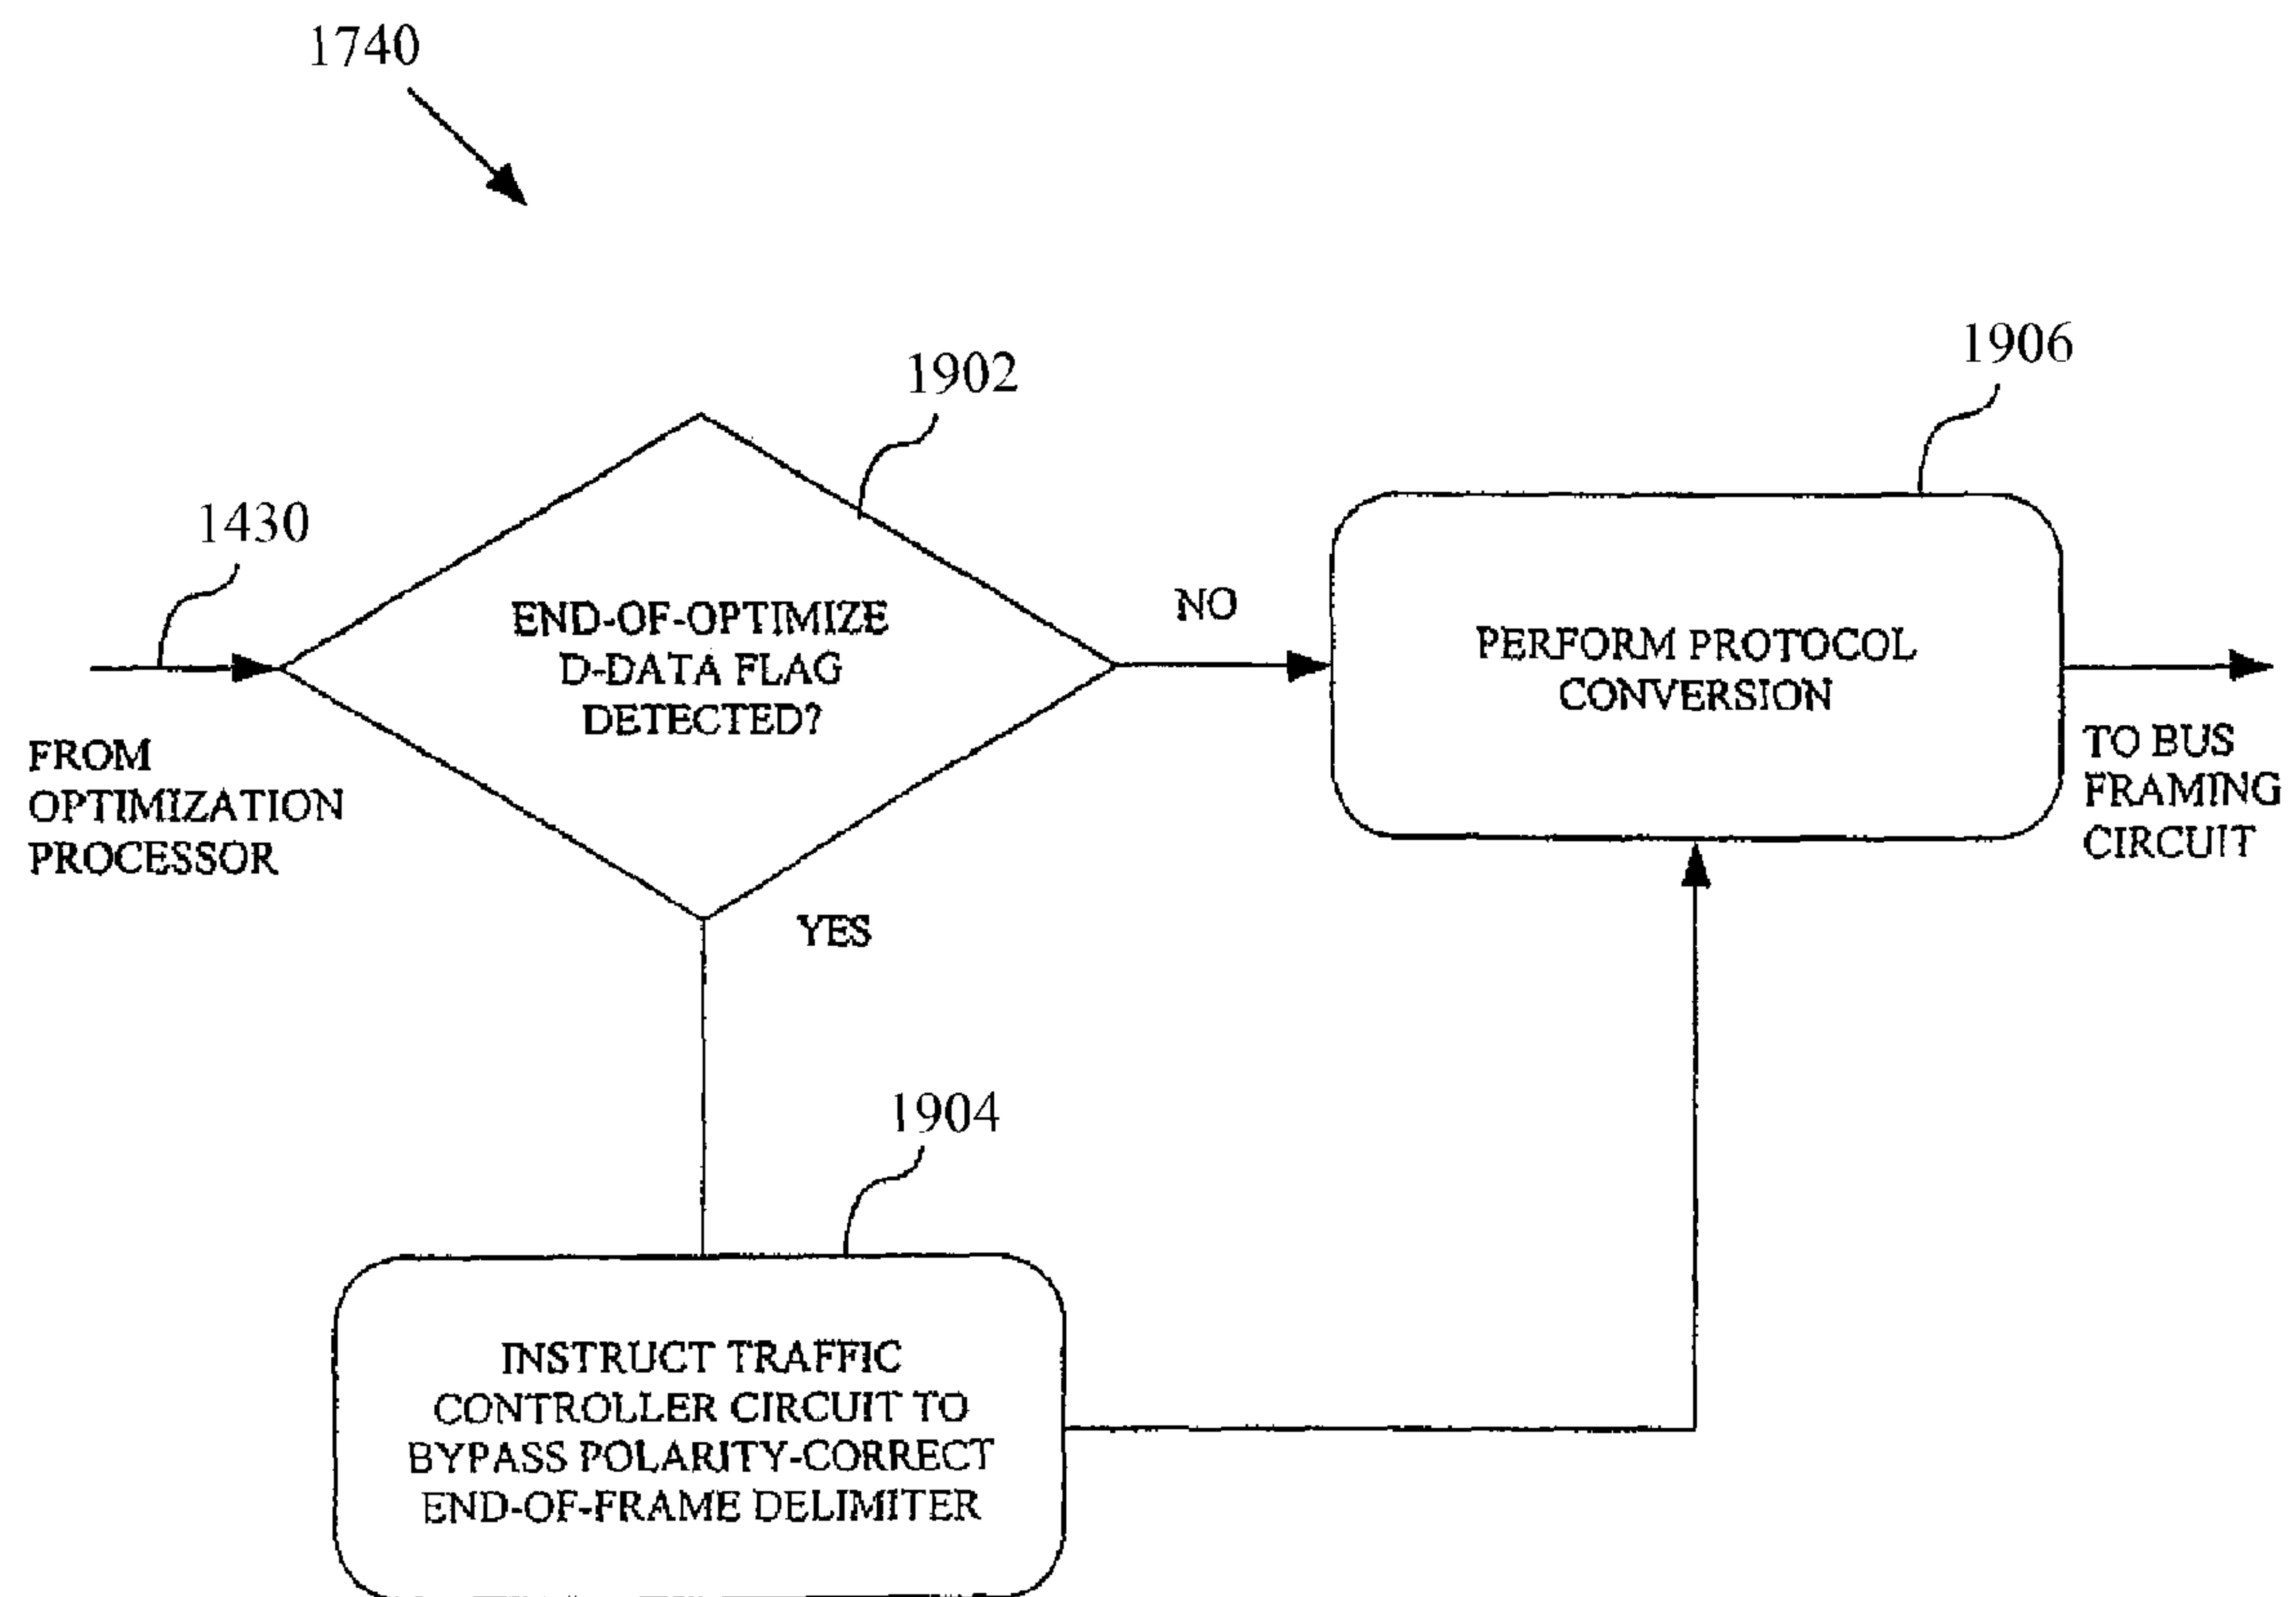 1740
1902
1906
1430
END-OF-OPTIMIZE
D-DATA FLAG
DETECTED?
NO
PERFORM PROTOCOL
CONVERSION
FROM
OPTIMIZATION
PROCESSOR
TO BUS
FRAMING
CIRCUIT
YES
1904
INSTRUCT TRAFFIC
CONTROLLER CIRCUIT TO
BYPASS POLARITY-CORRECT
END-OF-FRAME DELIMITER